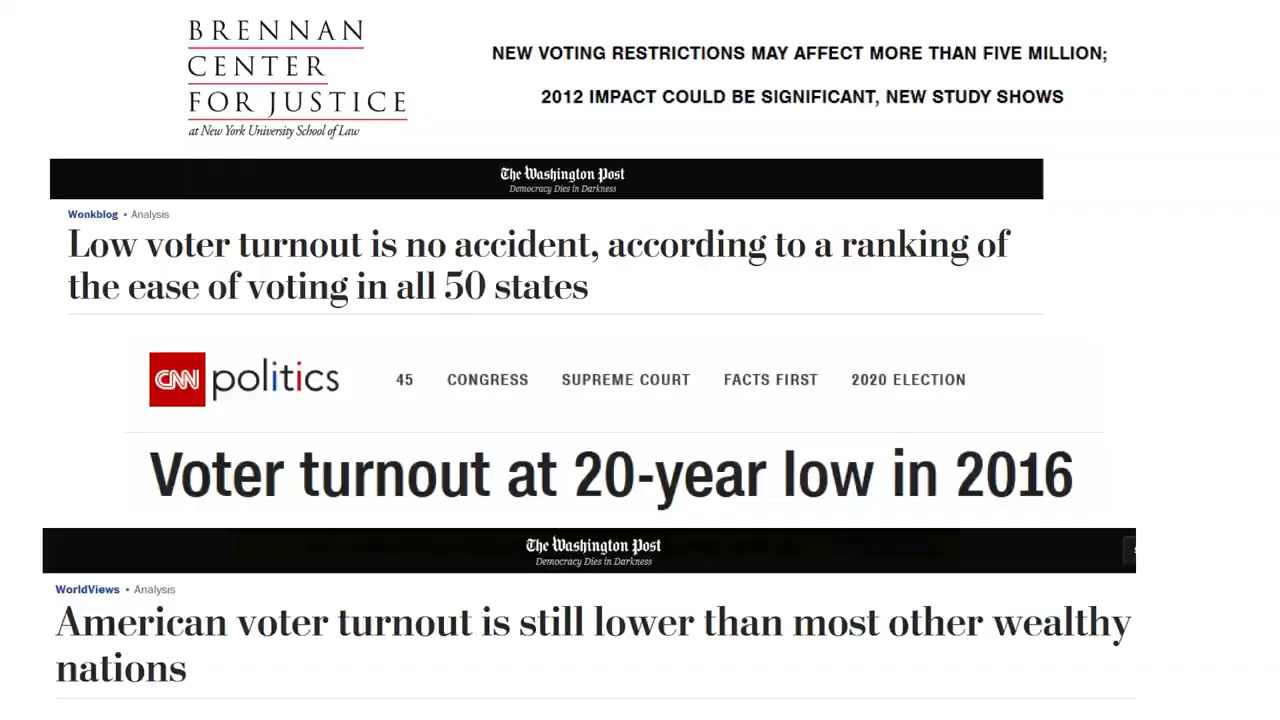 BRENNAN
CENTER
FOR JUSTICE
at New York University School of Law
NEW VOTING RESTRICTIONS MAY AFFECT MORE THAN FIVE MILLION;
2012 IMPACT COULD BE SIGNIFICANT, NEW STUDY SHOWS
The Washington Post
Democracy Dies in Darkness
Wonkblog • Analysis
Low voter turnout is no accident, according to a ranking of
the ease of voting in all 50 states
CNN politics 45 CONGRESS SUPREME COURT FACTS FIRST 2020 ELECTION
Voter turnout at 20-year low in 2016
The Washington Post
Democracy Dies in Darkness
WorldViews • Analysis
American voter turnout is still lower than most other wealthy
nations